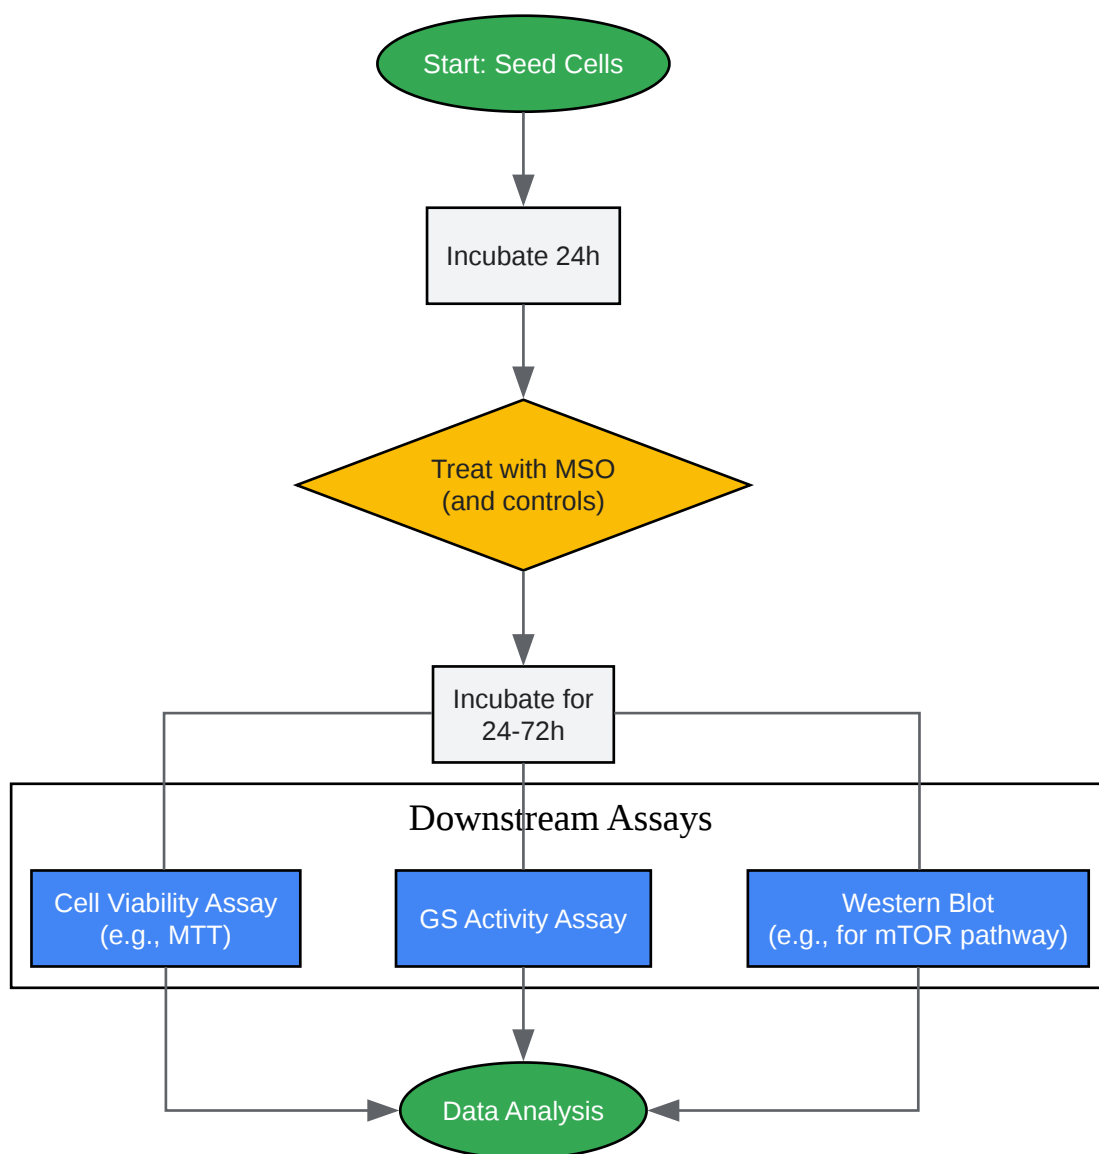 Start: Seed Cells
Incubate 24h
Treat with MSO
(and controls)
Incubate for
24-72h
Downstream Assays
Cell Viability Assay
(e.g., MTT)
GS Activity Assay
Western Blot
(e.g., for mTOR pathway)
Data Analysis